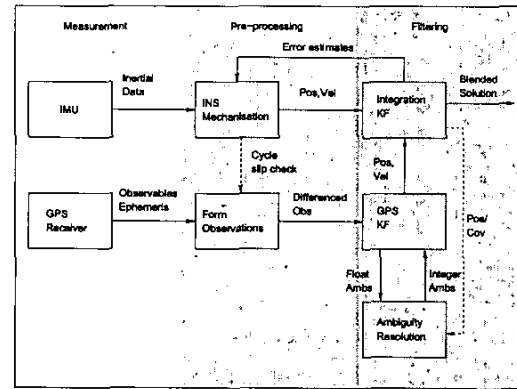 Measurement
Pre-processing
Filtering
Error estimates
Inertial
Data
Pos,Vel
Blended
Solution
IMU
INS
Mechanisation
Integration
KF
Cycle
slip check
Pos,
Vel
Observables
Ephemeris
Differenced
Obs
GPS
Receiver
Form
Observations
GPS
KF
Pos/
Cov
Float
Ambs
Integer
Ambs
Ambiguity
Resolution